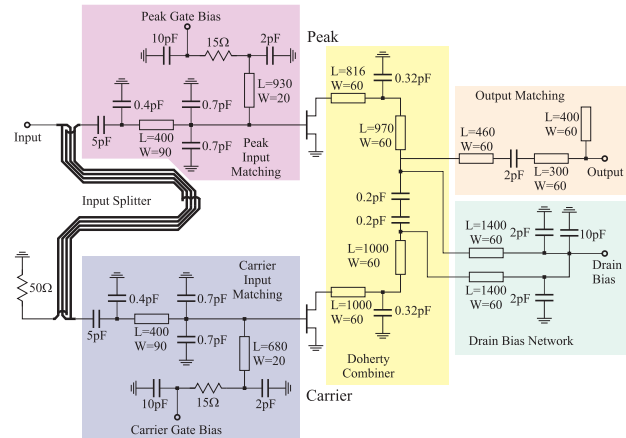 Peak Gate Bias
10pF
15Ω
2pF
Peak
L=930
W=20
0.4pF
0.7pF
Input
5pF
L=400
W=90
0.7pF
Peak
Input
Matching
L=816
W=60
0.32pF
L=970
W=60
Output Matching
L=400
W=60
L=460
W=60
2pF
L=300
W=60
Output
Input Splitter
0.2pF
0.2pF
L=1000
W=60
L=1400
W=60
2pF
10pF
Drain
Bias
L=1400
W=60
2pF
Drain Bias Network
50Ω
Carrier
Input
Matching
0.4pF
0.7pF
5pF
L=400
W=90
0.7pF
L=680
W=20
L=1000
W=60
0.32pF
Doherty
Combiner
10pF
15Ω
2pF
Carrier
Carrier Gate Bias